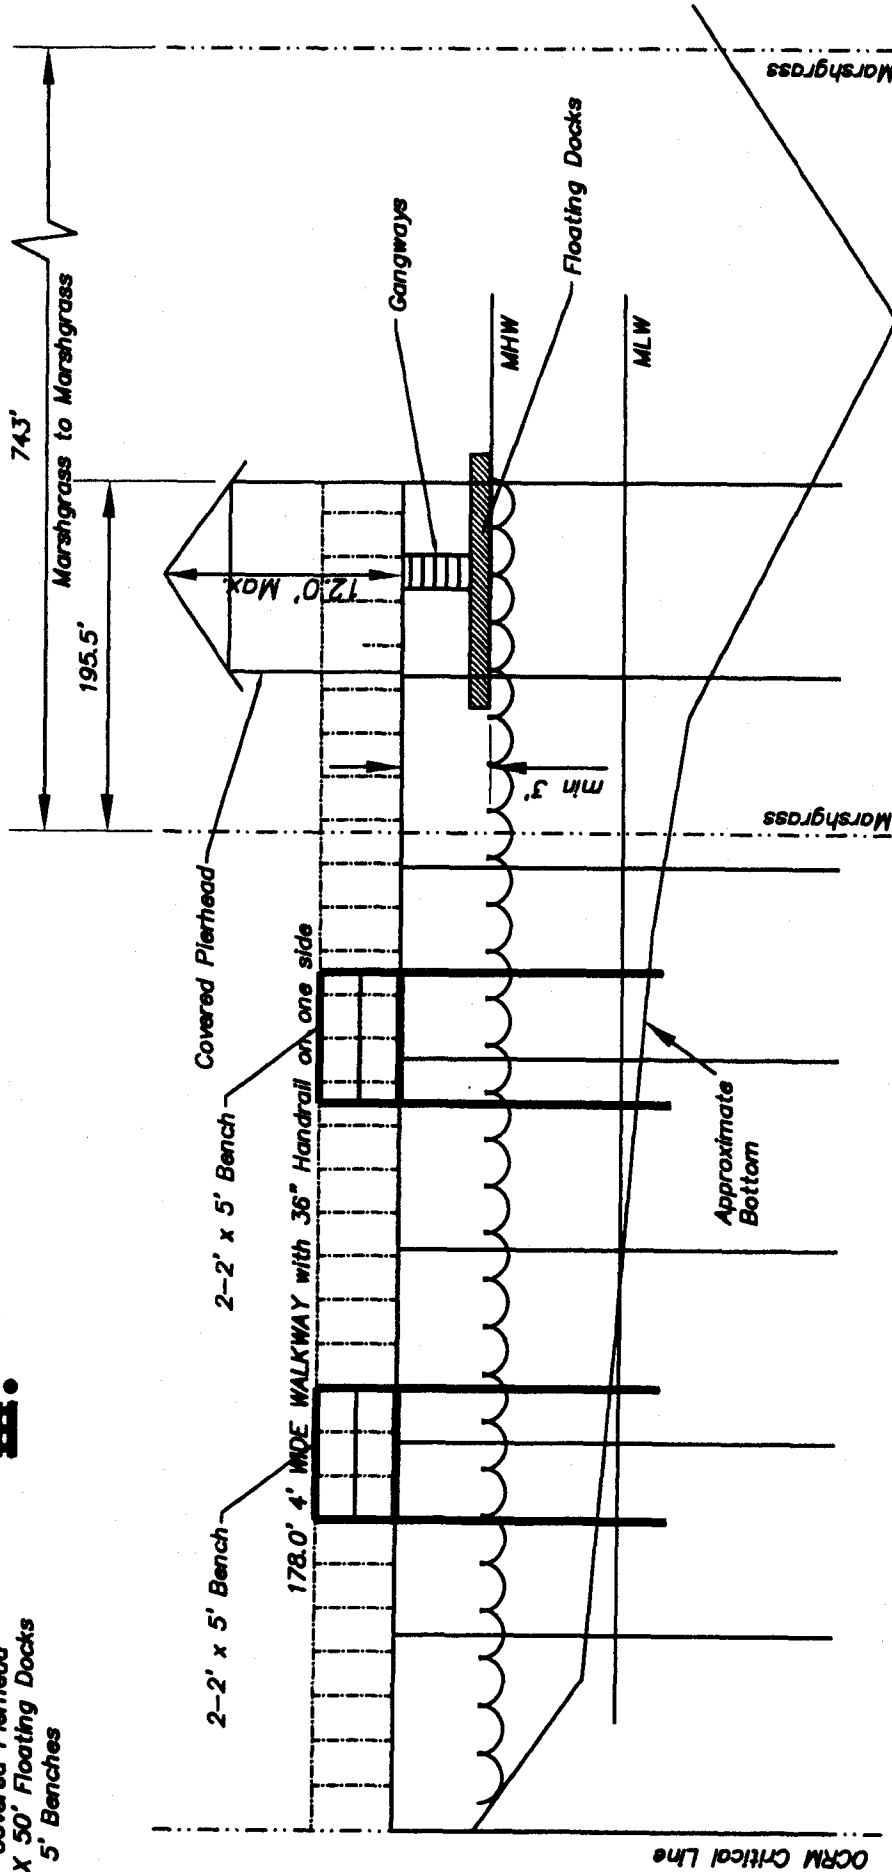 x 50' Floating Docks
5' Benches
743'
Marshgrass to Marshgrass
195.5'
Covered Pierhead
12.0' Max.
Gangways
Floating Docks
2-2' x 5' Bench
2-2' x 5' Bench
178.0' 4' WIDE WALKWAY with 36" Handrail on one side
MHW
min 3'
MLW
Approximate
Bottom
Marshgrass
Marshgrass
OCRM Critical Line